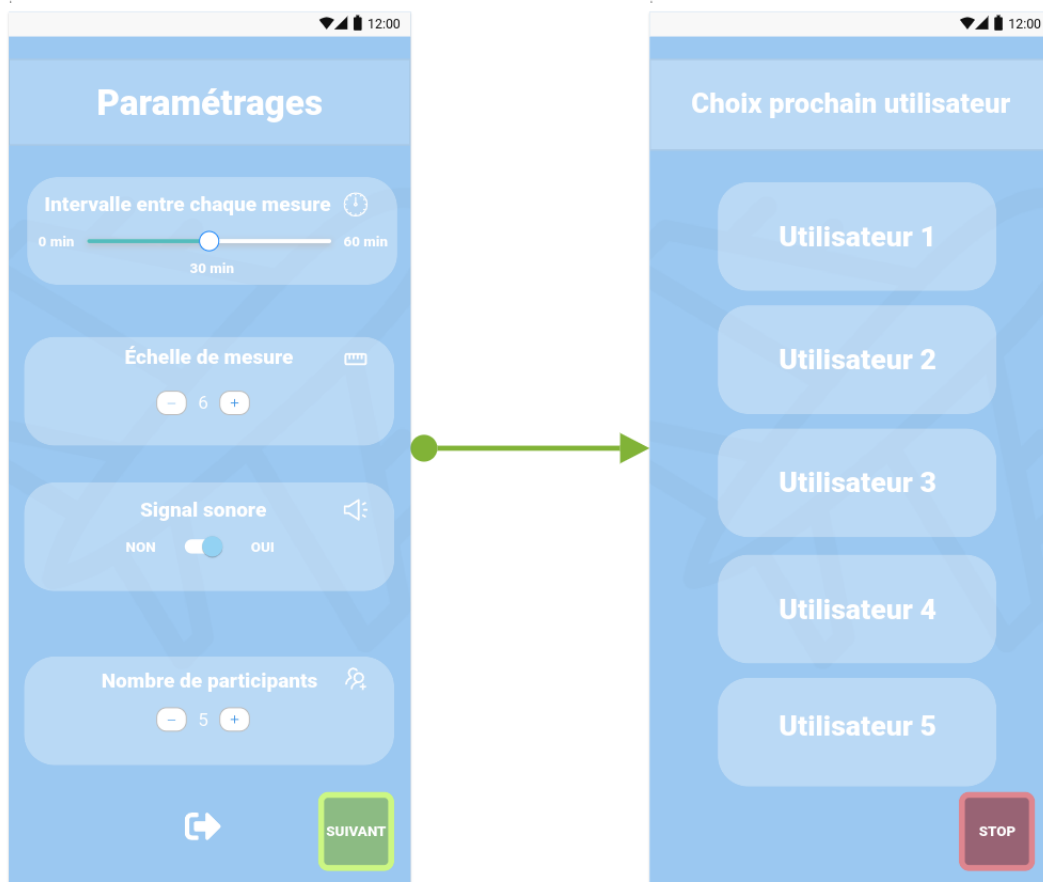 12:00
Paramétrages
Intervalle entre chaque mesure
0 min
60 min
30 min
Échelle de mesure
− 6 +
Signal sonore
NON OUI
Nombre de participants
− 5 +
SUIVANT
12:00
Choix prochain utilisateur
Utilisateur 1
Utilisateur 2
Utilisateur 3
Utilisateur 4
Utilisateur 5
STOP